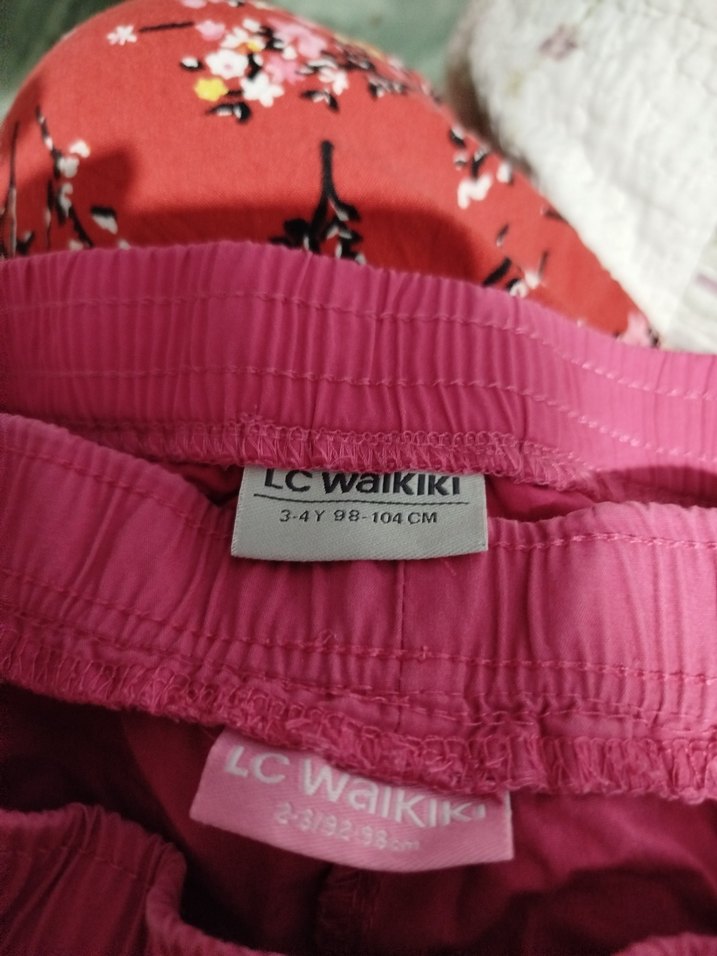 LC Waikiki
3-4 Y 98-104 CM
LC Waikiki
2-3/92-98 cm